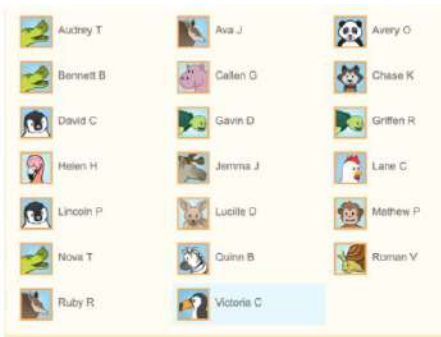 Audrey T
Ava J
Avery O
Bennett B
Callen G
Chase K
David C
Gavin D
Griffen R
Helen H
Jemma J
Lane C
Lincoln P
Lucille D
Mathew P
Nova T
Quinn B
Roman V
Ruby R
Victoria C